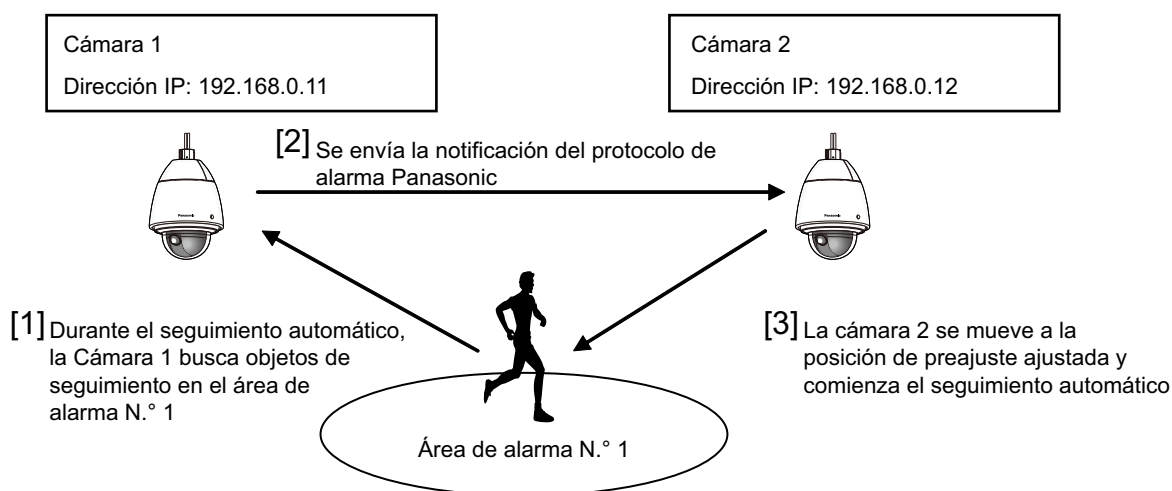 Cámara 1
Dirección IP: 192.168.0.11
Cámara 2
Dirección IP: 192.168.0.12
[2] Se envía la notificación del protocolo de
alarma Panasonic
Panasonic
Panasonic
[1] Durante el seguimiento automático,
la Cámara 1 busca objetos de
seguimiento en el área de
alarma N.° 1
[3] La cámara 2 se mueve a la
posición de preajuste ajustada y
comienza el seguimiento automático
Área de alarma N.° 1